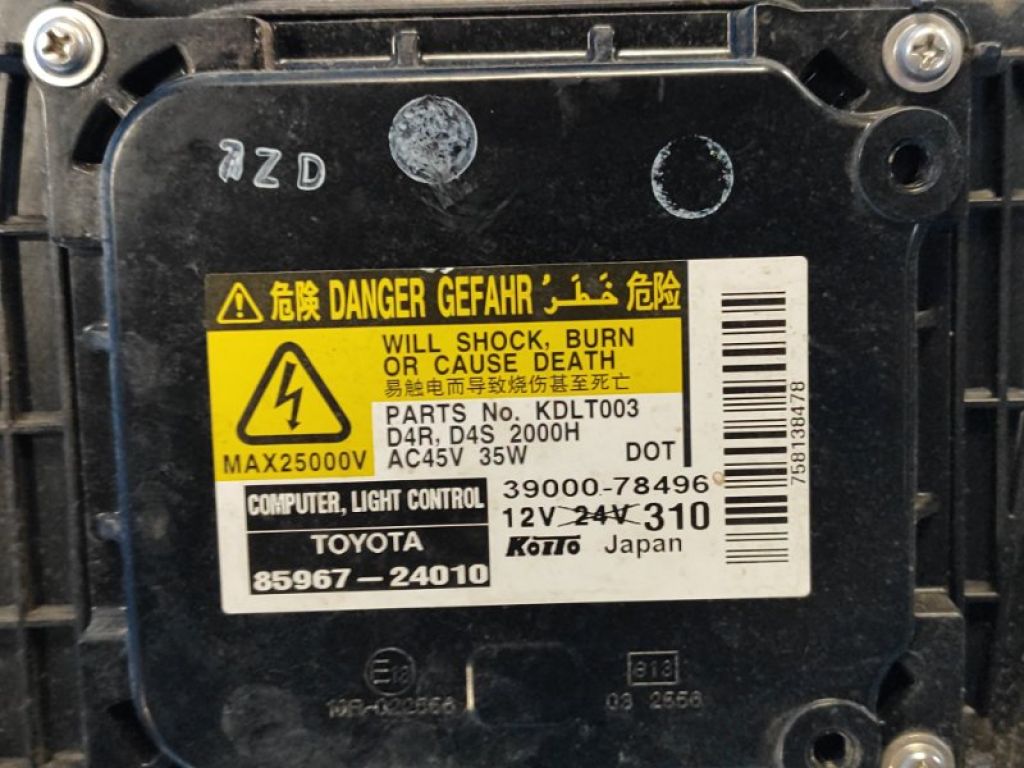 AZD
危険 DANGER GEFAHR خَطَرُ 危险
WILL SHOCK, BURN
OR CAUSE DEATH
易触电而导致烧伤甚至死亡
PARTS No. KDLT003
D4R, D4S 2000H
AC45V 35W
DOT
MAX25000V
COMPUTER, LIGHT CONTROL
TOYOTA
85967-24010
39000-78496
12V 24V 310
KOITO Japan
758138478
E13